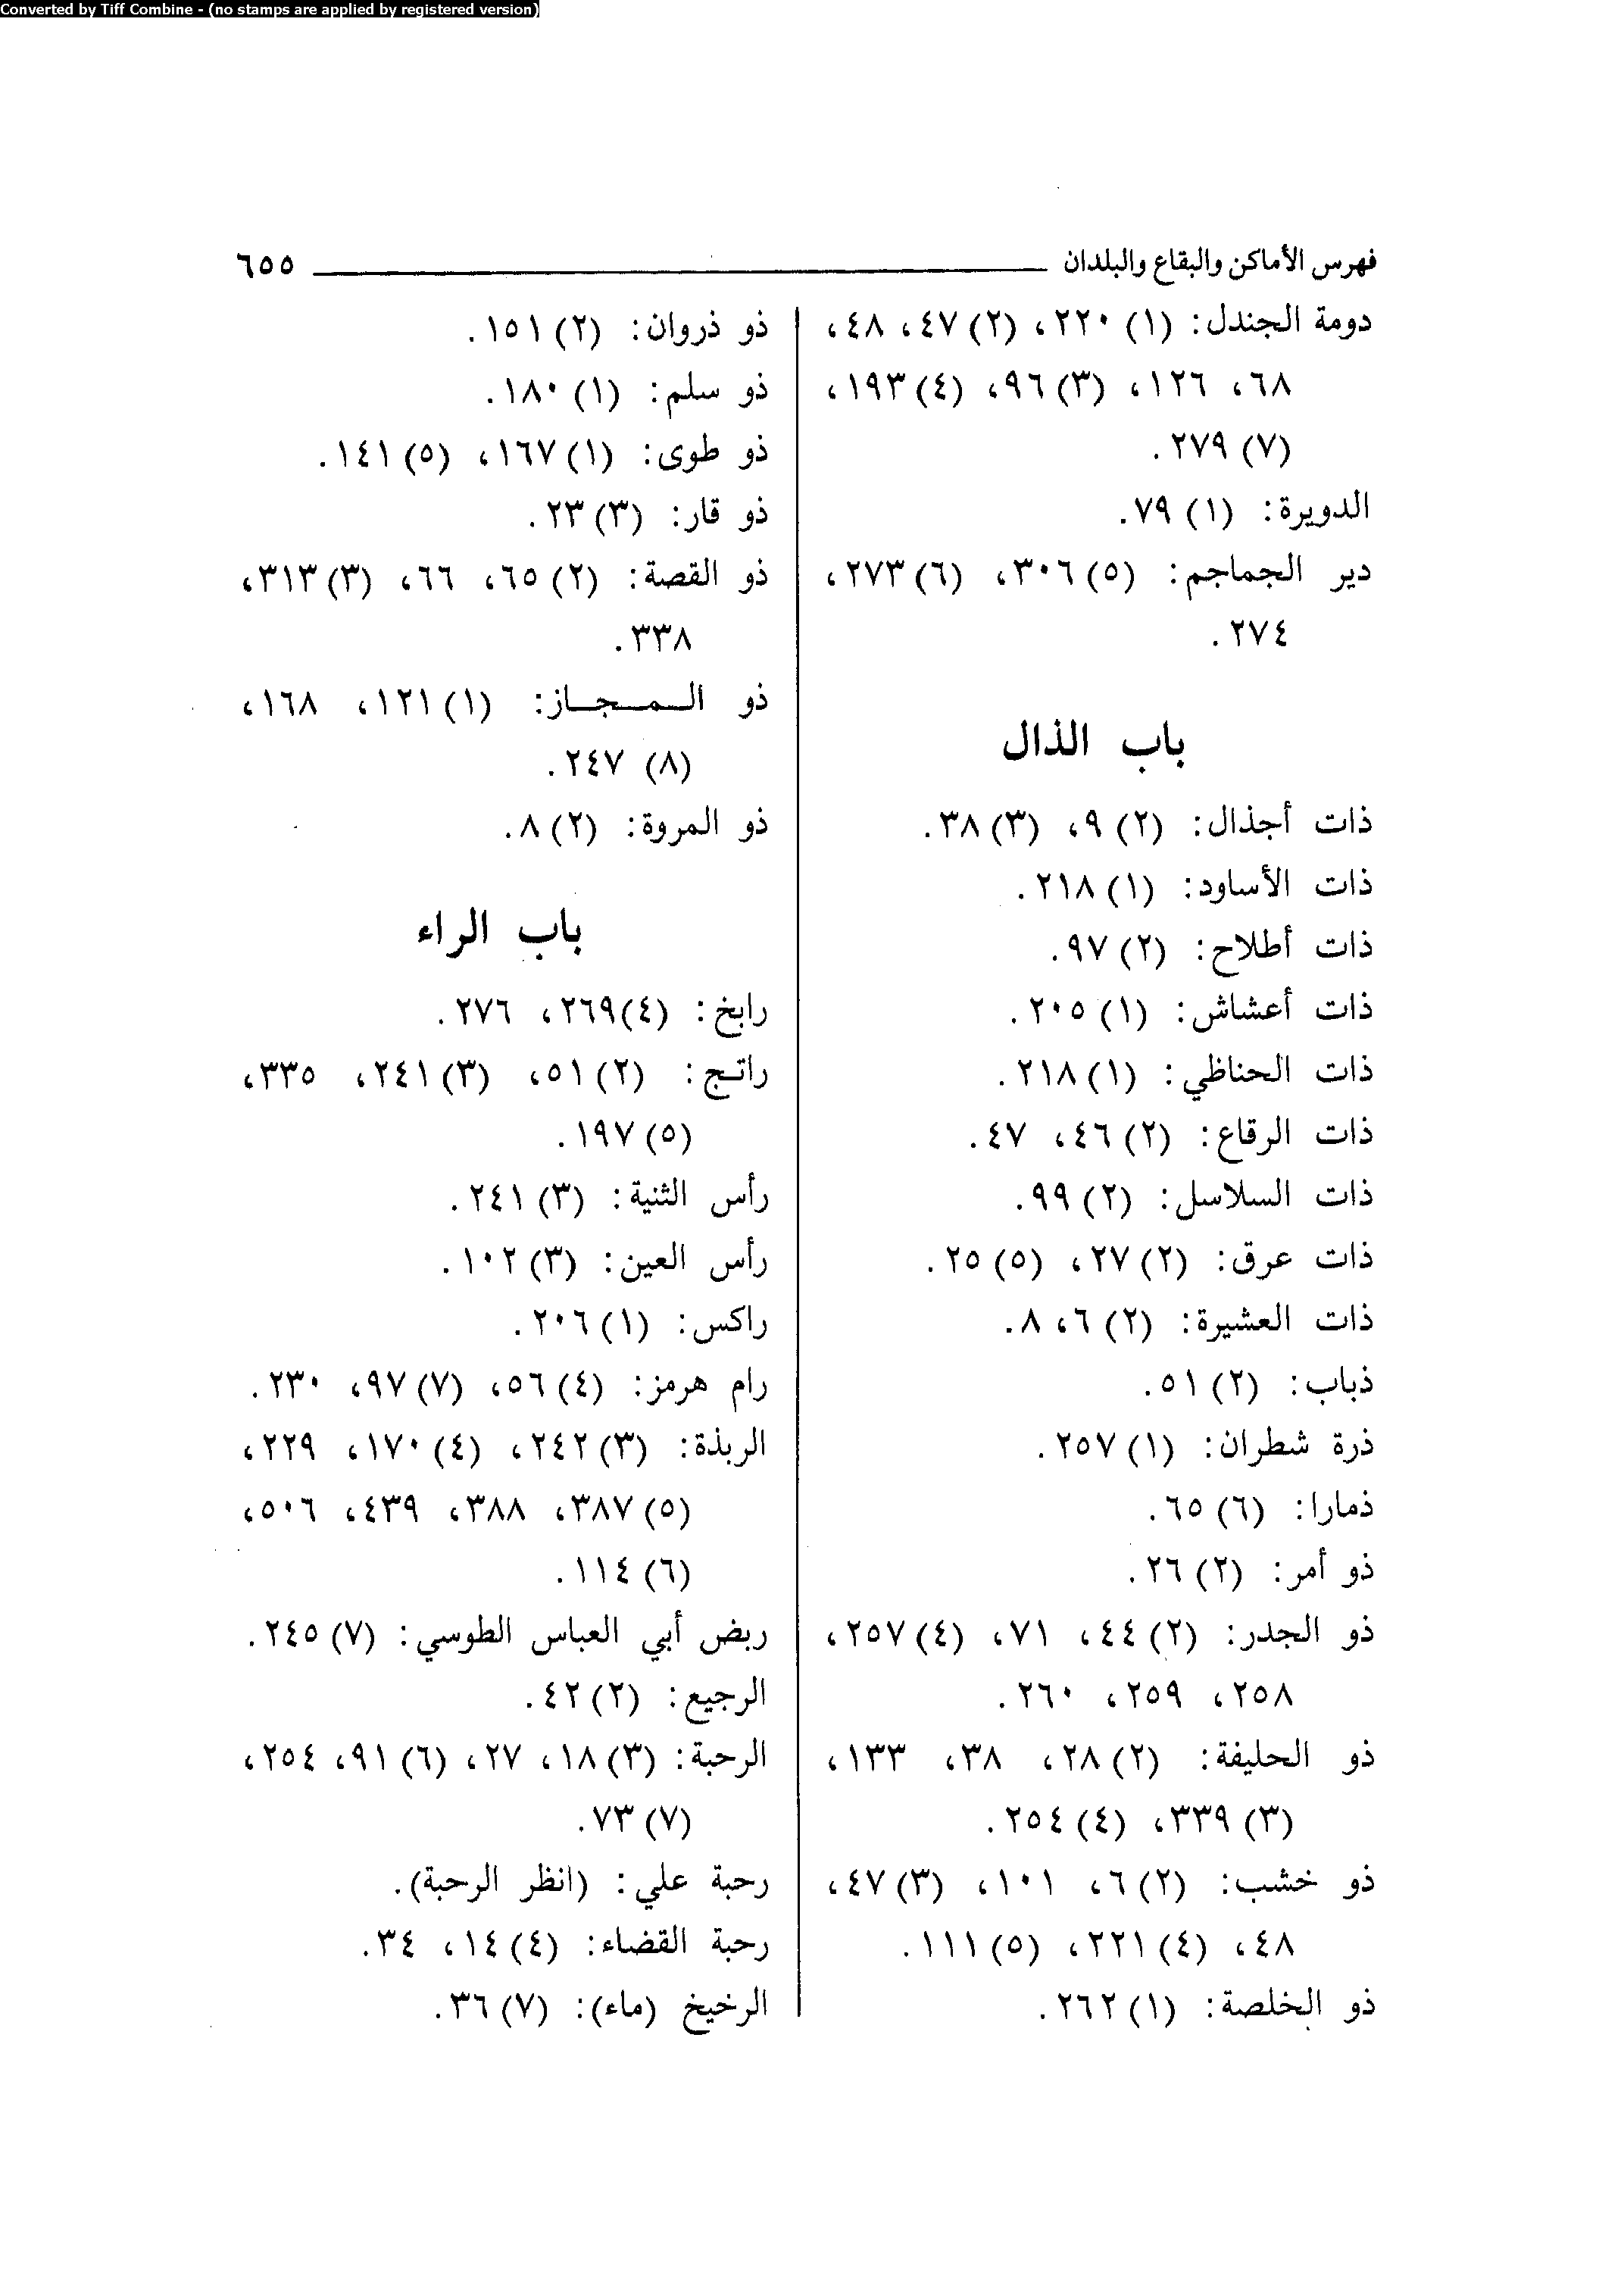 Converted by Tiff Combine - (no stamps are applied by registered version)
فهرس الأماكن والبقاع والبلدان ٦٥٥
دومة الجندل: (١) ٢٢٠، (٢) ٤٧، ٤٨،
٦٨، ١٢٦، (٣) ٩٦، (٤) ١٩٣،
(٧) ٢٧٩.
الدويرة: (١) ٧٩.
دير الجماجم: (٥) ٣٠٦، (٦) ٢٧٣،
٢٧٤.
باب الذال
ذات أجذال: (٢) ٩، (٣) ٣٨.
ذات الأساود: (١) ٢١٨.
ذات أطلاح: (٢) ٩٧.
ذات أعشاش: (١) ٢٠٥.
ذات الحناظي: (١) ٢١٨.
ذات الرقاع: (٢) ٤٦، ٤٧.
ذات السلاسل: (٢) ٩٩.
ذات عرق: (٢) ٢٧، (٥) ٢٥.
ذات العشيرة: (٢) ٦، ٨.
ذباب: (٢) ٥١.
ذرة شطران: (١) ٢٥٧.
ذمارا: (٦) ٦٥.
ذو أمر: (٢) ٢٦.
ذو الجدر: (٢) ٤٤، ٧١، (٤) ٢٥٧،
٢٥٨، ٢٥٩، ٢٦٠.
ذو الحليفة: (٢) ٢٨، ٣٨، ١٣٣،
(٣) ٣٣٩، (٤) ٢٥٤.
ذو خشب: (٢) ٦، ١٠١، (٣) ٤٧،
٤٨، (٤) ٢٢١، (٥) ١١١.
ذو الخلصة: (١) ٢٦٢.
ذو ذروان: (٢) ١٥١.
ذو سلم: (١) ١٨٠.
ذو طوى: (١) ١٦٧، (٥) ١٤١.
ذو قار: (٣) ٢٣.
ذو القصة: (٢) ٦٥، ٦٦، (٣) ٣١٣،
٣٣٨.
ذو المجاز: (١) ١٢١، ١٦٨،
(٨) ٢٤٧.
ذو المروة: (٢) ٨.
باب الراء
رابخ: (٤) ٢٦٩، ٢٧٦.
راتج: (٢) ٥١، (٣) ٢٤١، ٣٣٥،
(٥) ١٩٧.
رأس الثنية: (٣) ٢٤١.
رأس العين: (٣) ١٠٢.
راكس: (١) ٢٠٦.
رام هرمز: (٤) ٥٦، (٧) ٩٧، ٢٣٠.
الربذة: (٣) ٢٤٢، (٤) ١٧٠، ٢٢٩،
(٥) ٣٨٧، ٣٨٨، ٤٣٩، ٥٠٦،
(٦) ١١٤.
ربض أبي العباس الطوسي: (٧) ٢٤٥.
الرجيع: (٢) ٤٢.
الرحبة: (٣) ١٨، ٢٧، (٦) ٩١، ٢٥٤،
(٧) ٧٣.
رحبة علي: (انظر الرحبة).
رحبة القضاء: (٤) ١٤، ٣٤.
الرخيخ (ماء): (٧) ٣٦.